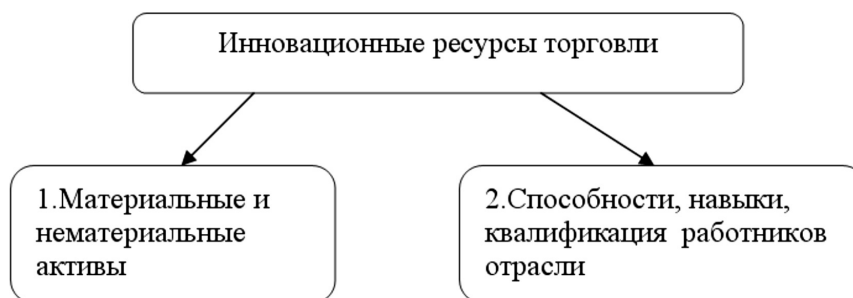 Инновационные ресурсы торговли
1.Материальные и
нематериальные
активы
2.Способности, навыки,
квалификация работников
отрасли